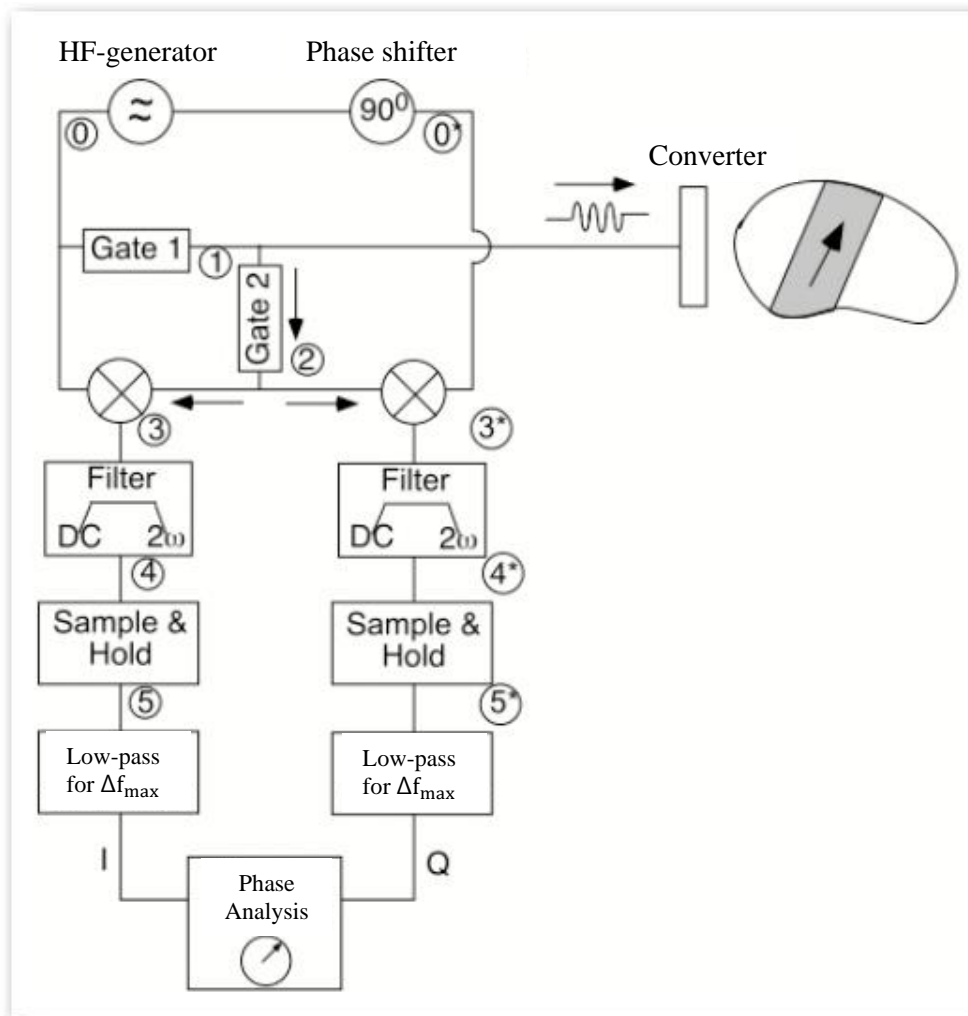 HF-generator
Phase shifter
≈
90⁰
⓪
⓪*
Converter
Gate 1
①
Gate 2
②
③
③*
Filter
DC 2ω
Filter
DC 2ω
④
④*
Sample &
Hold
Sample &
Hold
⑤
⑤*
Low-pass
for Δfmax
Low-pass
for Δfmax
I
Q
Phase
Analysis